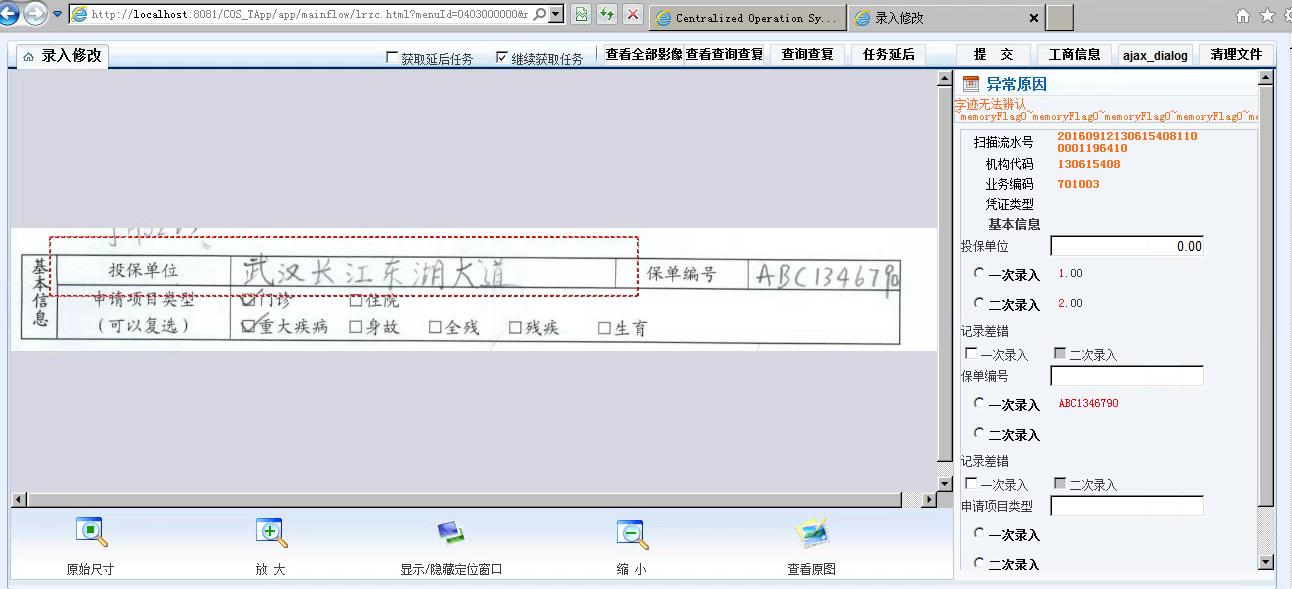 http://localhost:8081/COS_TApp/app/mainflow/lrzc.html?menuId=0403000000&r
Centralized Operation Sy...
录入修改
录入修改
获取延后任务
继续获取任务
查看全部影像
查看查询查复
查询查复
任务延后
提 交
工商信息
ajax_dialog
清理文件
基本信息
投保单位
武汉长江东湖大道
保单编号
ABC1346790
申请项目类型
(可以复选)
门诊
住院
重大疾病
身故
全残
残疾
生育
原始尺寸
放 大
显示/隐藏定位窗口
缩 小
查看原图
异常原因
字迹无法辨认
~memoryFlag0~memoryFlag0~memoryFlag0~memoryFlag0~me
扫描流水号
20160912130615408110
0001196410
机构代码
130615408
业务编码
701003
凭证类型
基本信息
投保单位
0.00
一次录入
1.00
二次录入
2.00
记录差错
一次录入
二次录入
保单编号
一次录入
ABC1346790
二次录入
记录差错
一次录入
二次录入
申请项目类型
一次录入
二次录入